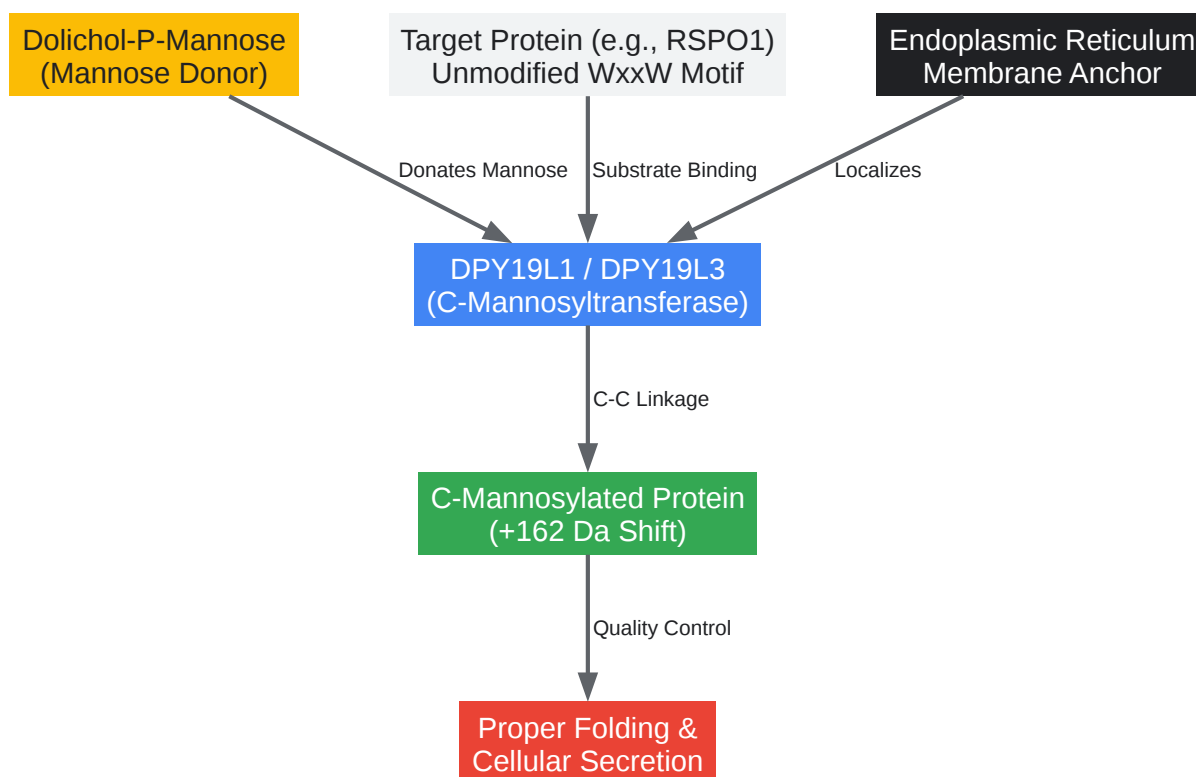 Dolichol-P-Mannose
(Mannose Donor)
Target Protein (e.g., RSPO1)
Unmodified WxxW Motif
Endoplasmic Reticulum
Membrane Anchor
Donates Mannose
Substrate Binding
Localizes
DPY19L1 / DPY19L3
(C-Mannosyltransferase)
C-C Linkage
C-Mannosylated Protein
(+162 Da Shift)
Quality Control
Proper Folding &
Cellular Secretion